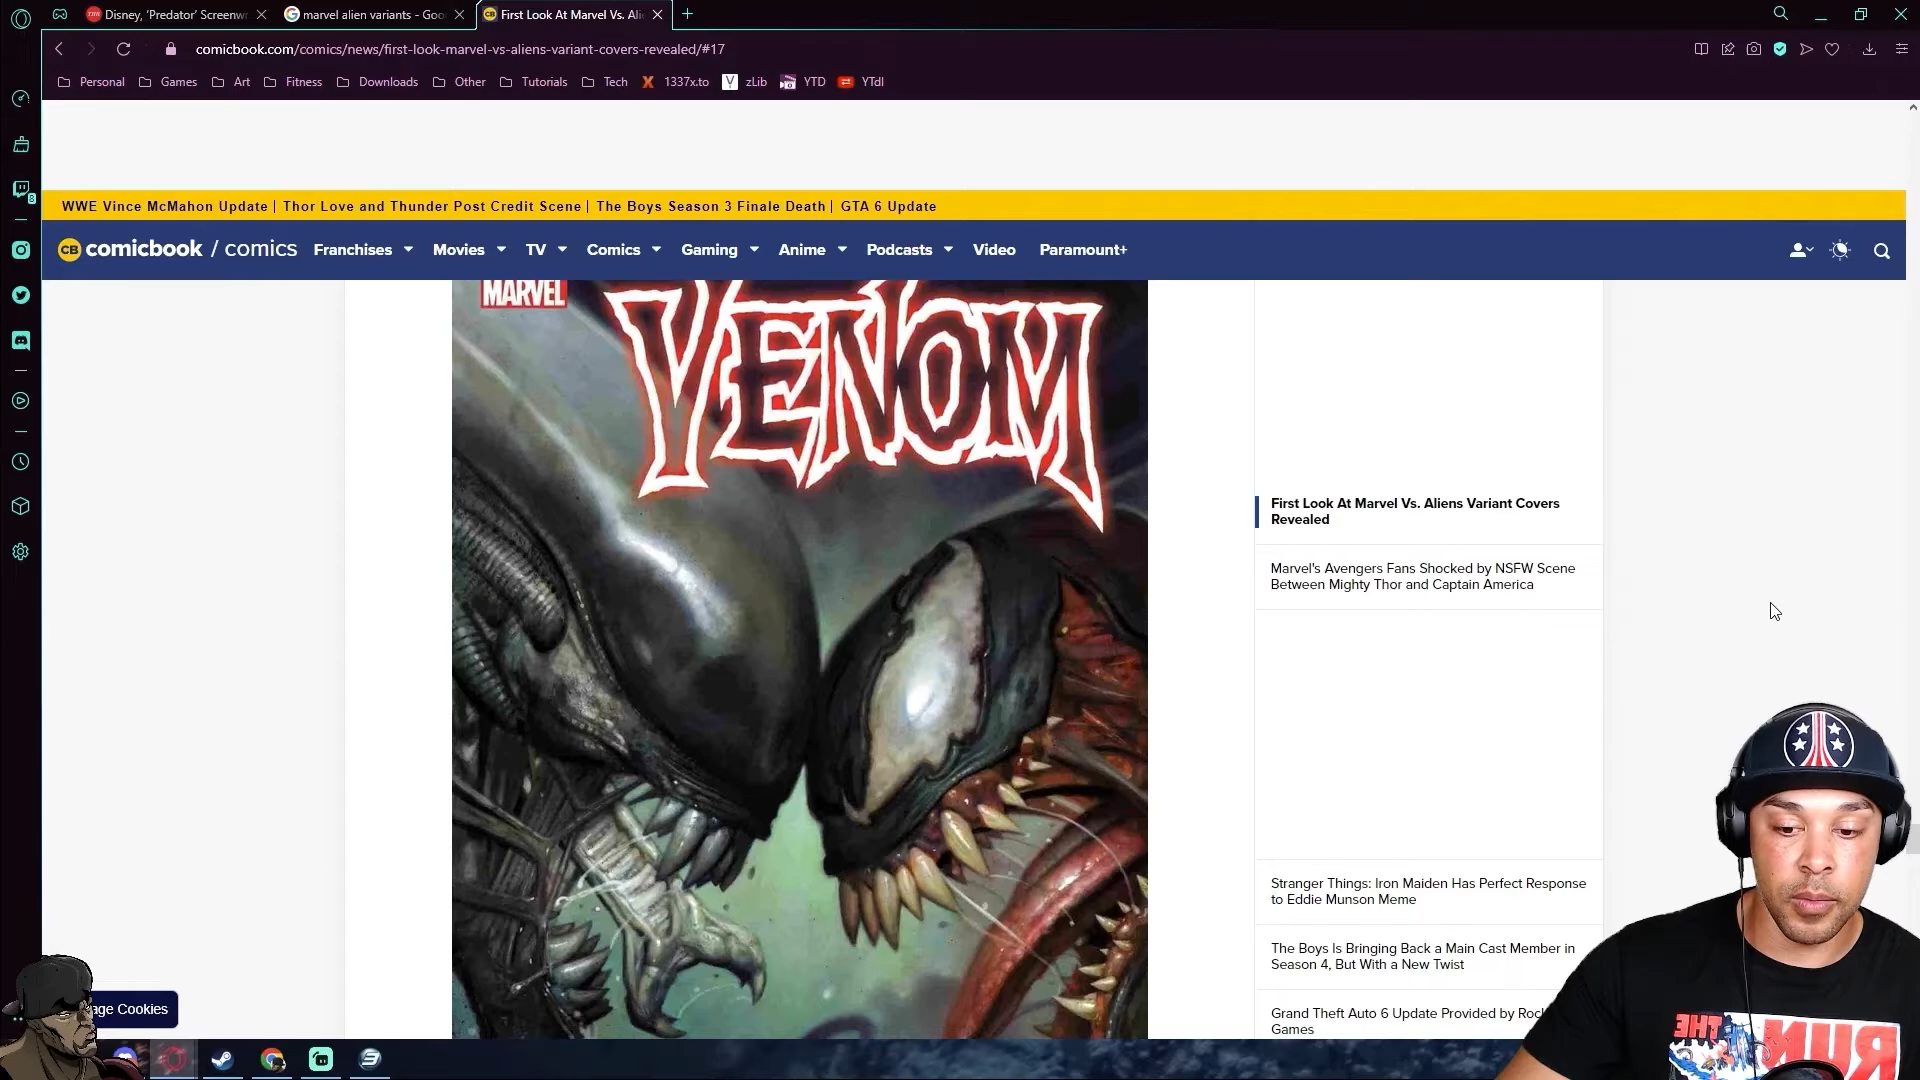 Disney, 'Predator' Screenw
marvel alien variants - Goo
First Look At Marvel Vs. Ali
comicbook.com/comics/news/first-look-marvel-vs-aliens-variant-covers-revealed/#17
Personal Games Art Fitness Downloads Other Tutorials Tech 1337x.to zLib YTD YTdl
WWE Vince McMahon Update | Thor Love and Thunder Post Credit Scene | The Boys Season 3 Finale Death | GTA 6 Update
CB comicbook / comics Franchises Movies TV Comics Gaming Anime Podcasts Video Paramount+
MARVEL
VENOM
First Look At Marvel Vs. Aliens Variant Covers
Revealed
Marvel's Avengers Fans Shocked by NSFW Scene
Between Mighty Thor and Captain America
Stranger Things: Iron Maiden Has Perfect Response
to Eddie Munson Meme
The Boys Is Bringing Back a Main Cast Member in
Season 4, But With a New Twist
Grand Theft Auto 6 Update Provided by Roc
Games
age Cookies
THE
RUN